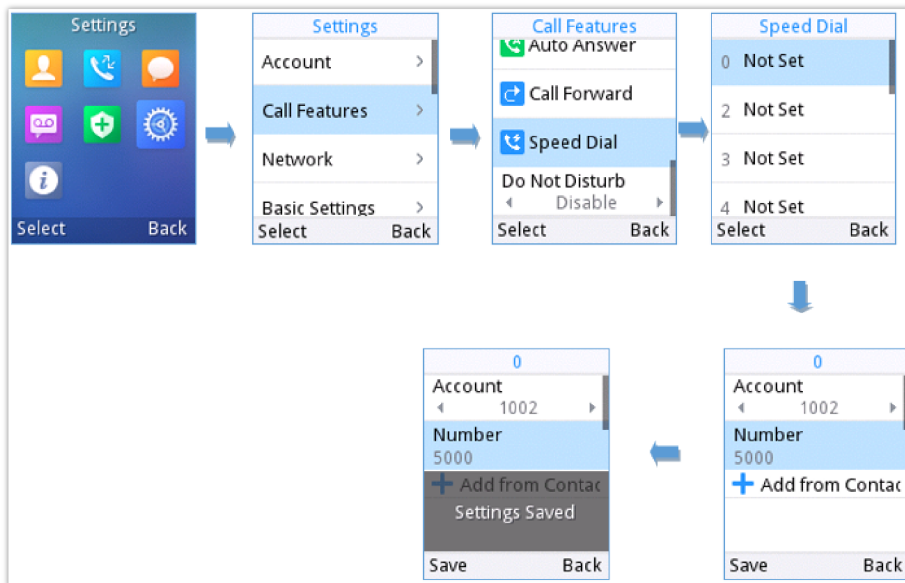 Settings
Select Back
Settings
Account
Call Features
Network
Basic Settings
Select Back
Call Features
Auto Answer
Call Forward
Speed Dial
Do Not Disturb
Disable
Select Back
Speed Dial
0 Not Set
2 Not Set
3 Not Set
4 Not Set
Select Back
0
Account
1002
Number
5000
Add from Contac
Settings Saved
Save Back
0
Account
1002
Number
5000
Add from Contac
Save Back